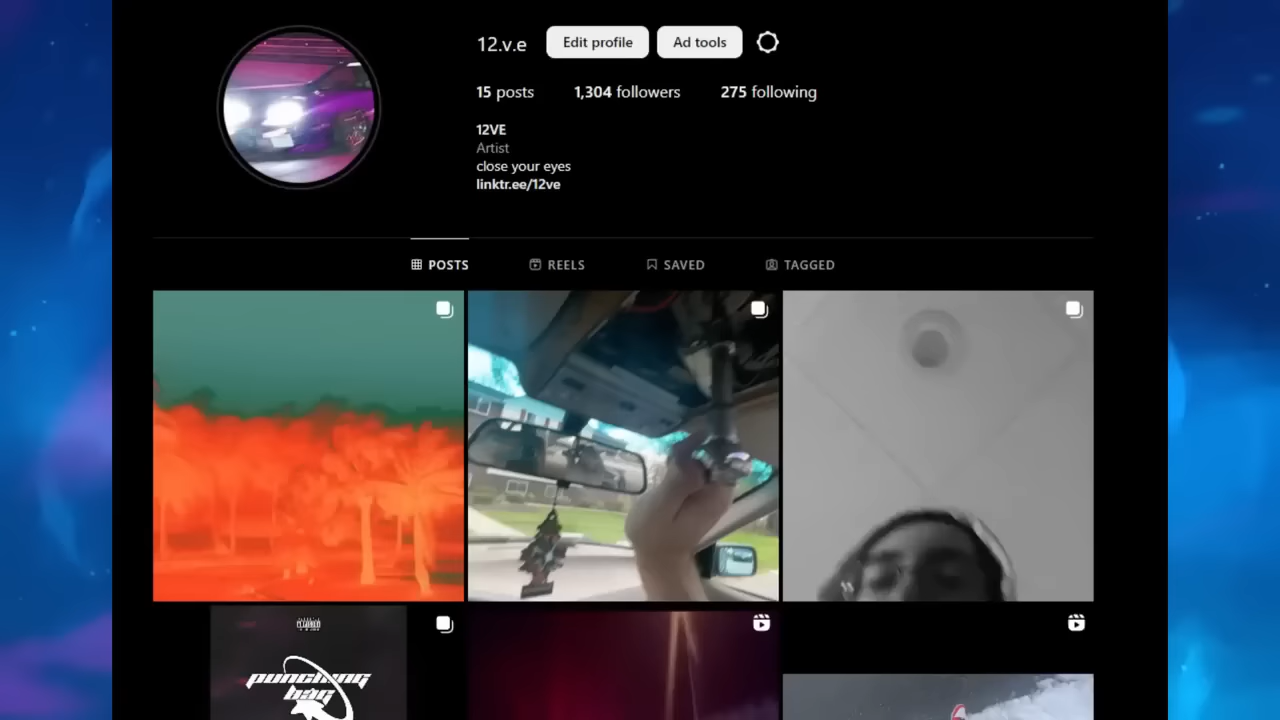 12.v.e Edit profile Ad tools
15 posts 1,304 followers 275 following
12VE
Artist
close your eyes
linktr.ee/12ve
POSTS REELS SAVED TAGGED
punching
bag